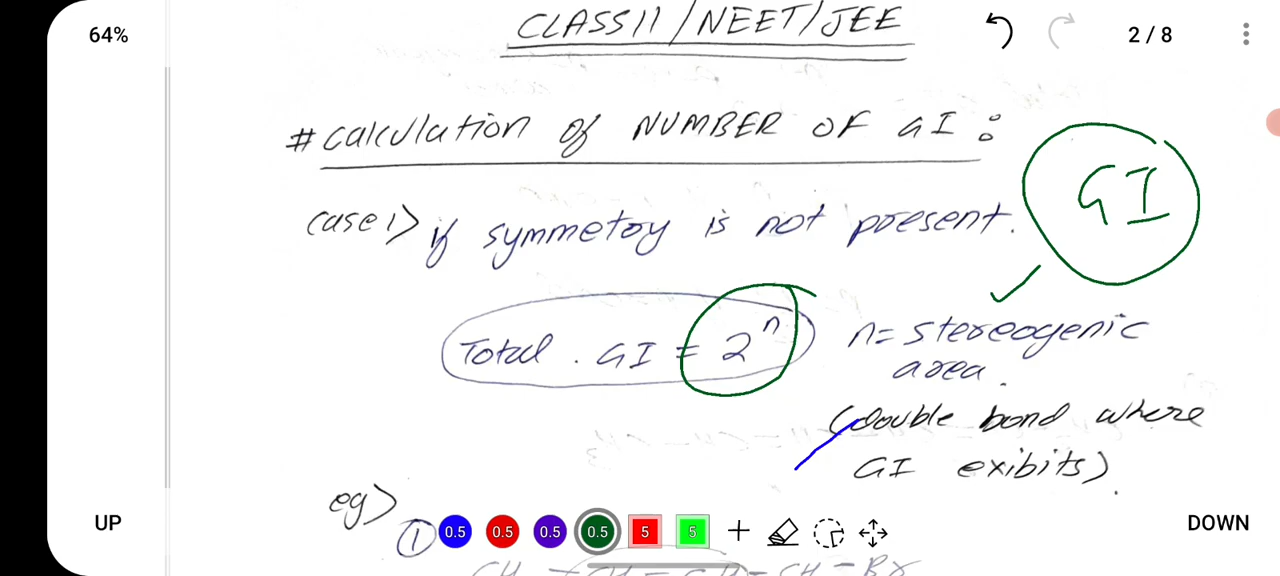 64%
CLASS11/NEET/JEE
2/8
# Calculation of NUMBER OF GI :
GI
Case 1> if symmetry is not present.
Total . GI = 2^n
n = stereogenic
area.
(double bond where
GI exibits).
eg>
①
0.5 0.5 0.5 0.5 5 5
UP
DOWN